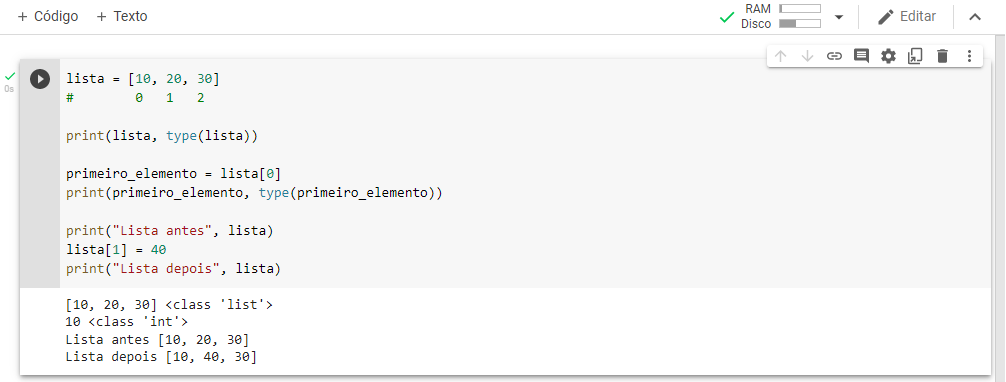 + Código + Texto
RAM
Disco
Editar
0s
lista = [10, 20, 30]
#        0   1   2
print(lista, type(lista))
primeiro_elemento = lista[0]
print(primeiro_elemento, type(primeiro_elemento))
print("Lista antes", lista)
lista[1] = 40
print("Lista depois", lista)
[10, 20, 30] <class 'list'>
10 <class 'int'>
Lista antes [10, 20, 30]
Lista depois [10, 40, 30]